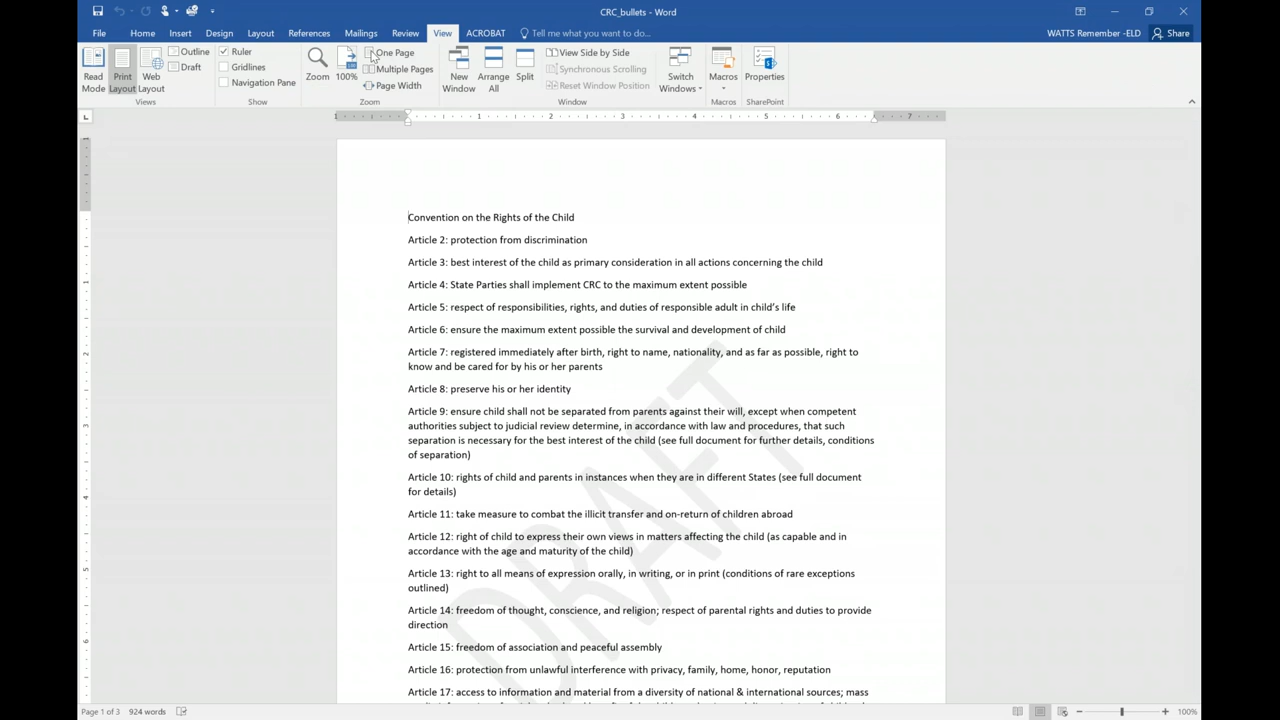 CRC_bullets - Word
File Home Insert Design Layout References Mailings Review View ACROBAT Tell me what you want to do... WATTS Remember -ELD Share
Read Mode
Print Layout
Web Layout
Outline
Draft
Views
Ruler
Gridlines
Navigation Pane
Show
Zoom
100%
One Page
Multiple Pages
Page Width
Zoom
New Window
Arrange All
Split
View Side by Side
Synchronous Scrolling
Reset Window Position
Window
Switch Windows
Macros
Macros
Properties
SharePoint
1 1 2 3 4 5 6 7
Convention on the Rights of the Child
Article 2: protection from discrimination
Article 3: best interest of the child as primary consideration in all actions concerning the child
Article 4: State Parties shall implement CRC to the maximum extent possible
Article 5: respect of responsibilities, rights, and duties of responsible adult in child's life
Article 6: ensure the maximum extent possible the survival and development of child
Article 7: registered immediately after birth, right to name, nationality, and as far as possible, right to
know and be cared for by his or her parents
Article 8: preserve his or her identity
Article 9: ensure child shall not be separated from parents against their will, except when competent
authorities subject to judicial review determine, in accordance with law and procedures, that such
separation is necessary for the best interest of the child (see full document for further details, conditions
of separation)
Article 10: rights of child and parents in instances when they are in different States (see full document
for details)
Article 11: take measure to combat the illicit transfer and on-return of children abroad
Article 12: right of child to express their own views in matters affecting the child (as capable and in
accordance with the age and maturity of the child)
Article 13: right to all means of expression orally, in writing, or in print (conditions of rare exceptions
outlined)
Article 14: freedom of thought, conscience, and religion; respect of parental rights and duties to provide
direction
Article 15: freedom of association and peaceful assembly
Article 16: protection from unlawful interference with privacy, family, home, honor, reputation
Article 17: access to information and material from a diversity of national & international sources; mass
DRAFT
Page 1 of 3 924 words 100%